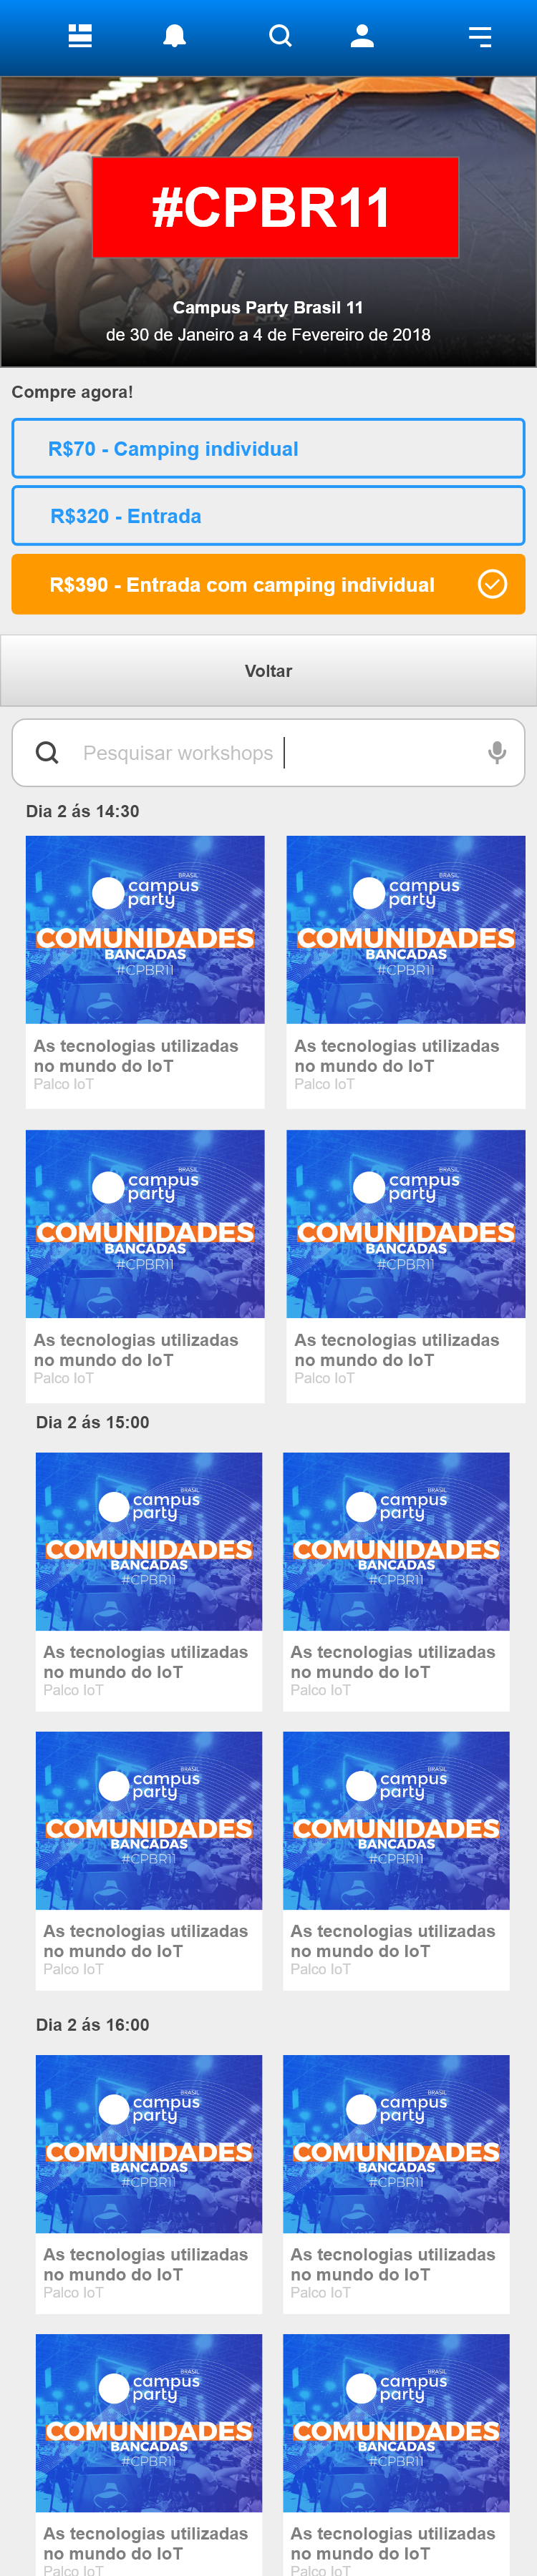 #CPBR11
Campus Party Brasil 11
de 30 de Janeiro a 4 de Fevereiro de 2018
Compre agora!
R$70 - Camping individual
R$320 - Entrada
R$390 - Entrada com camping individual
Voltar
Pesquisar workshops
Dia 2 ás 14:30
BRASIL
campus
party
COMUNIDADES
BANCADAS
#CPBR11
As tecnologias utilizadas
no mundo do IoT
Palco IoT
BRASIL
campus
party
COMUNIDADES
BANCADAS
#CPBR11
As tecnologias utilizadas
no mundo do IoT
Palco IoT
BRASIL
campus
party
COMUNIDADES
BANCADAS
#CPBR11
As tecnologias utilizadas
no mundo do IoT
Palco IoT
BRASIL
campus
party
COMUNIDADES
BANCADAS
#CPBR11
As tecnologias utilizadas
no mundo do IoT
Palco IoT
Dia 2 ás 15:00
BRASIL
campus
party
COMUNIDADES
BANCADAS
#CPBR11
As tecnologias utilizadas
no mundo do IoT
Palco IoT
BRASIL
campus
party
COMUNIDADES
BANCADAS
#CPBR11
As tecnologias utilizadas
no mundo do IoT
Palco IoT
BRASIL
campus
party
COMUNIDADES
BANCADAS
#CPBR11
As tecnologias utilizadas
no mundo do IoT
Palco IoT
BRASIL
campus
party
COMUNIDADES
BANCADAS
#CPBR11
As tecnologias utilizadas
no mundo do IoT
Palco IoT
Dia 2 ás 16:00
BRASIL
campus
party
COMUNIDADES
BANCADAS
#CPBR11
As tecnologias utilizadas
no mundo do IoT
Palco IoT
BRASIL
campus
party
COMUNIDADES
BANCADAS
#CPBR11
As tecnologias utilizadas
no mundo do IoT
Palco IoT
BRASIL
campus
party
COMUNIDADES
BANCADAS
#CPBR11
As tecnologias utilizadas
no mundo do IoT
Palco IoT
BRASIL
campus
party
COMUNIDADES
BANCADAS
#CPBR11
As tecnologias utilizadas
no mundo do IoT
Palco IoT